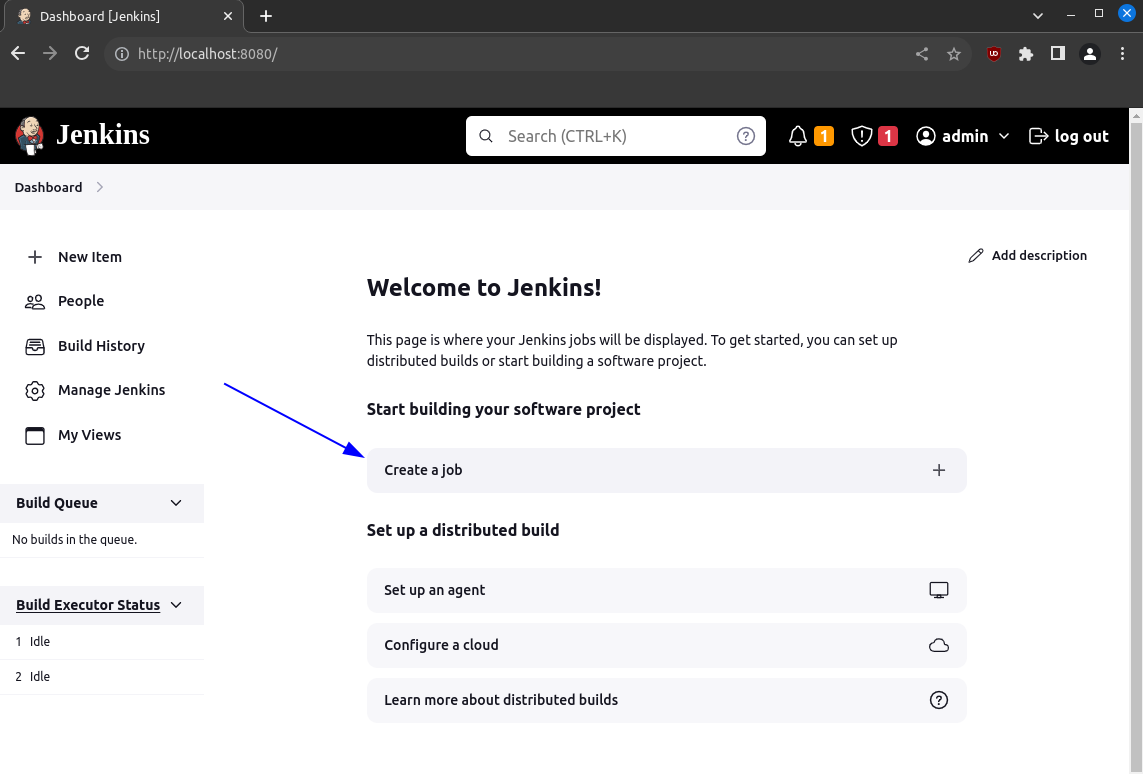 Dashboard [Jenkins]
http://localhost:8080/
Jenkins
Search (CTRL+K)
1
1
admin
log out
Dashboard
New Item
People
Build History
Manage Jenkins
My Views
Build Queue
No builds in the queue.
Build Executor Status
1 Idle
2 Idle
Add description
Welcome to Jenkins!
This page is where your Jenkins jobs will be displayed. To get started, you can set up
distributed builds or start building a software project.
Start building your software project
Create a job
Set up a distributed build
Set up an agent
Configure a cloud
Learn more about distributed builds